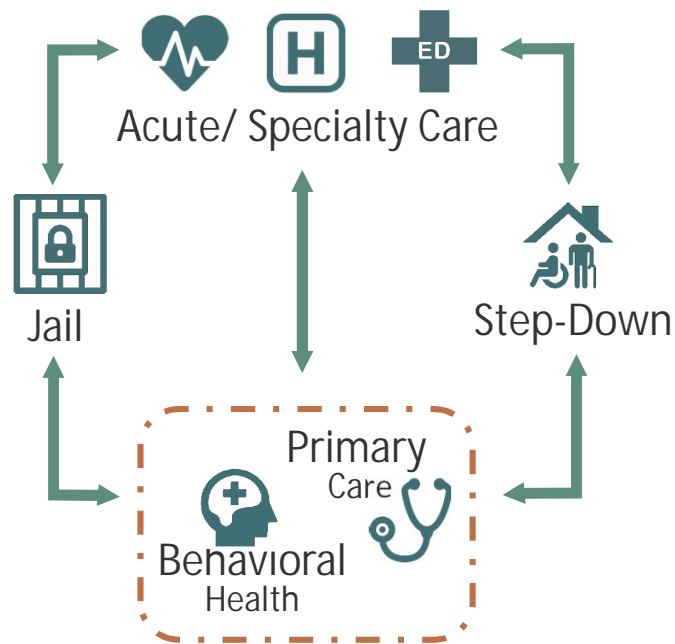 H
ED
Acute/ Specialty Care
Jail
Step-Down
Primary
Care
Behavioral
Health